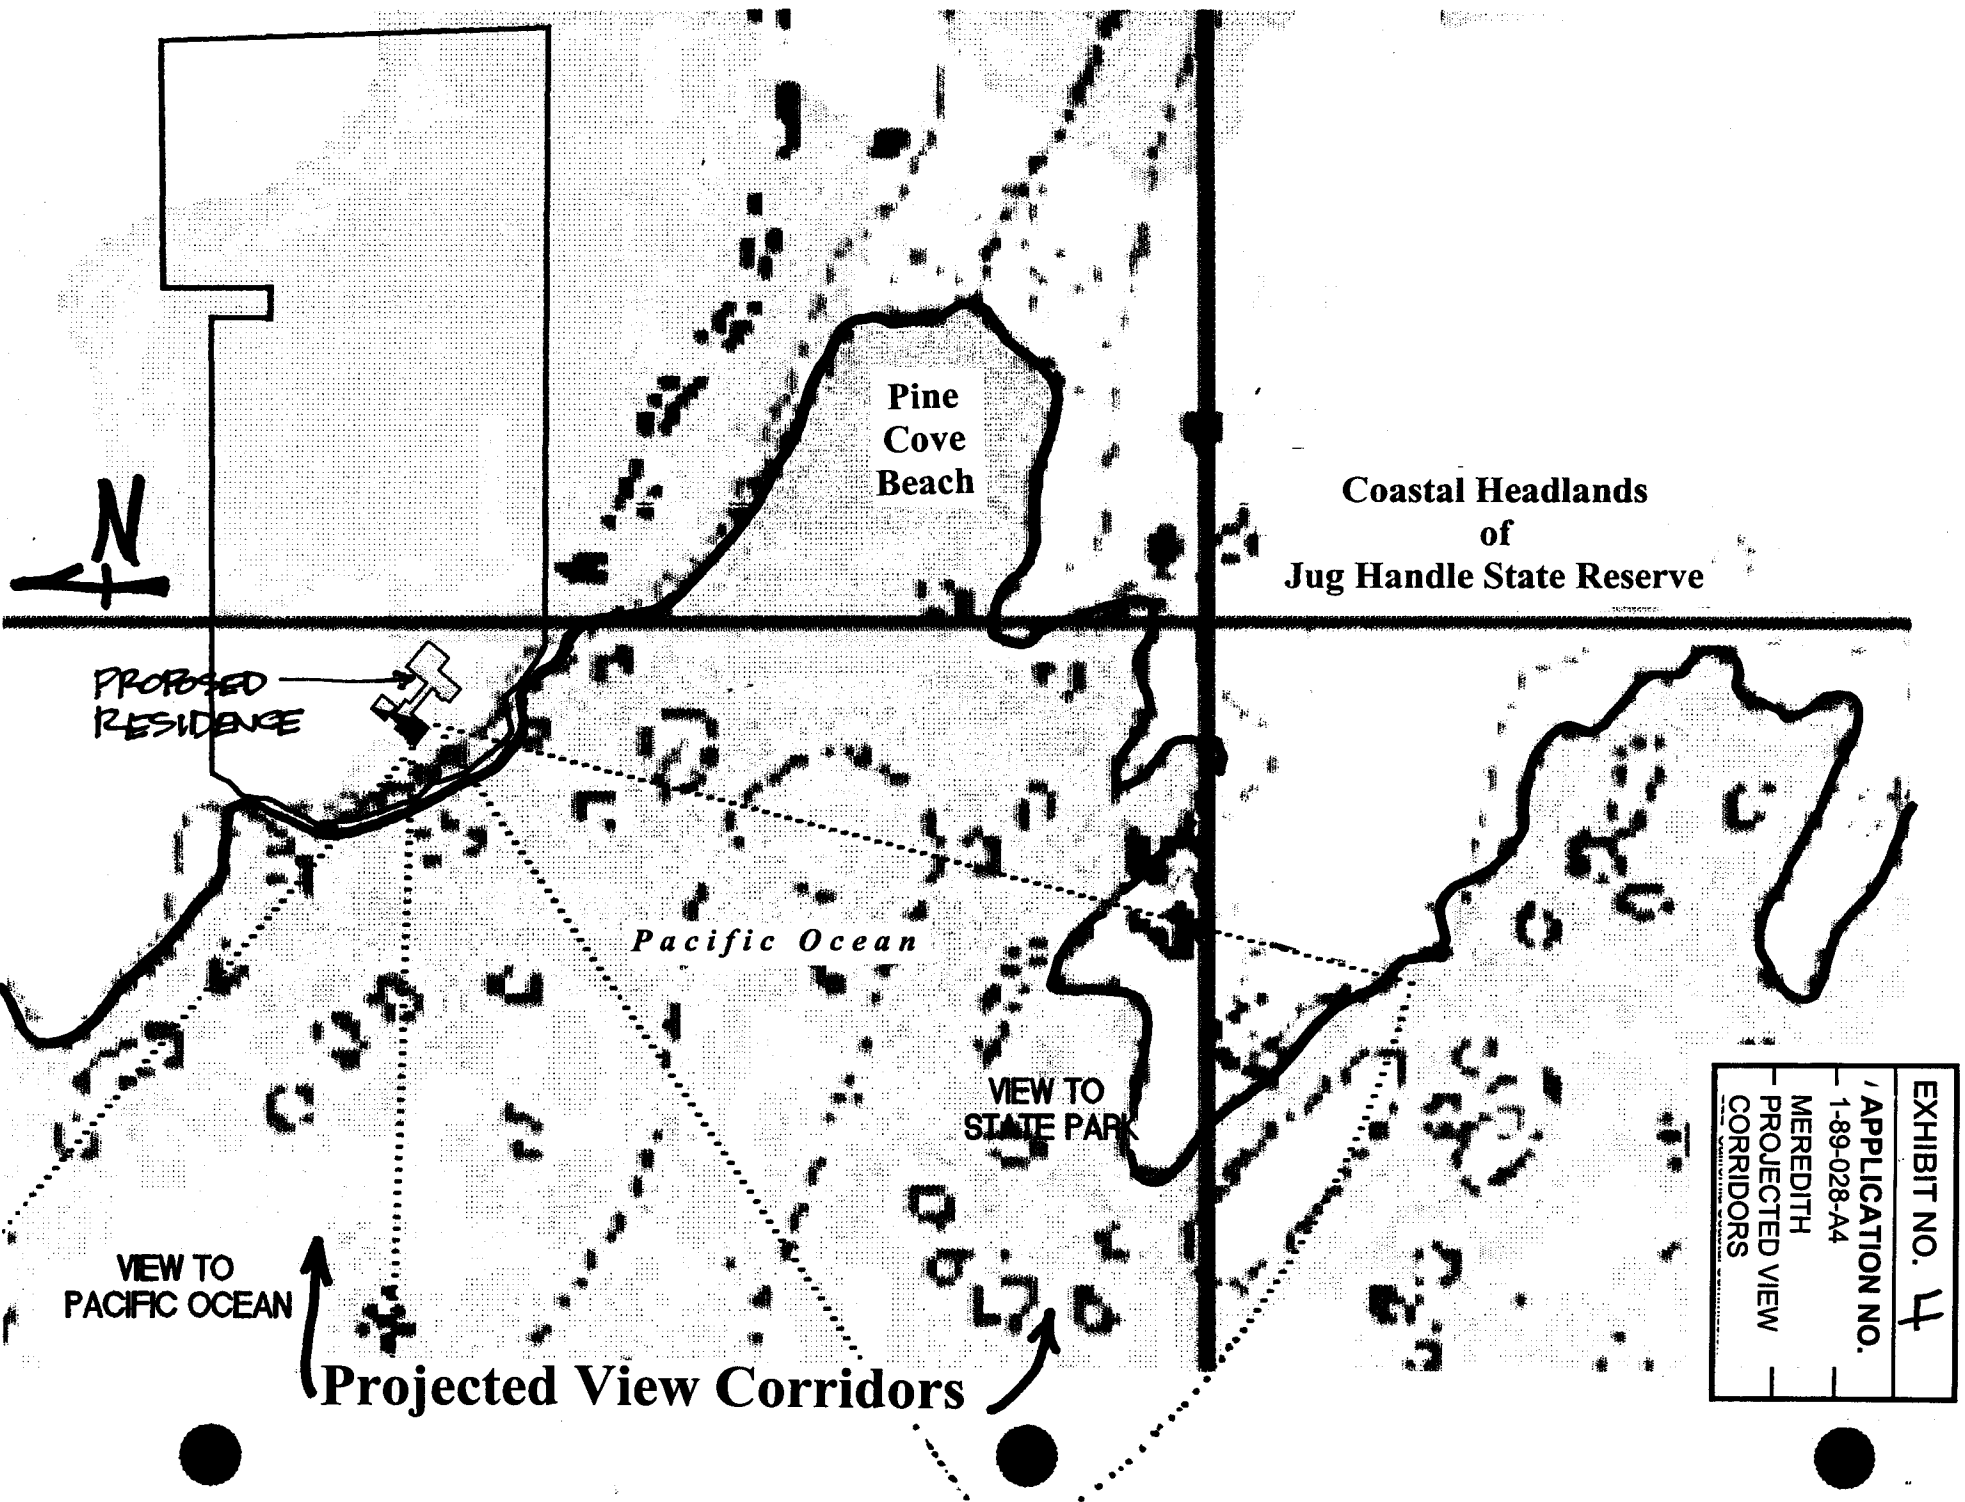 Pine
Cove
Beach
N
Coastal Headlands
of
Jug Handle State Reserve
PROPOSED
RESIDENCE
Pacific Ocean
VIEW TO
STATE PARK
VIEW TO
PACIFIC OCEAN
Projected View Corridors
EXHIBIT NO. 4
APPLICATION NO.
1-89-028-A4
MEREDITH
PROJECTED VIEW
CORRIDORS